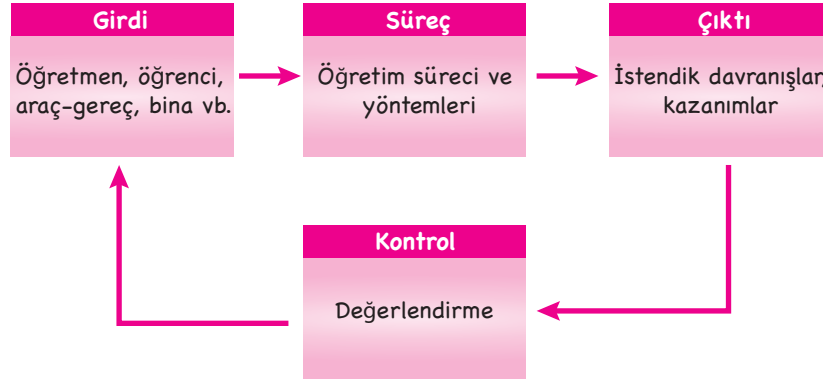 Girdi
Öğretmen, öğrenci,
araç-gereç, bina vb.
Süreç
Öğretim süreci ve
yöntemleri
Çıktı
İstendik davranışlar,
kazanımlar
Kontrol
Değerlendirme